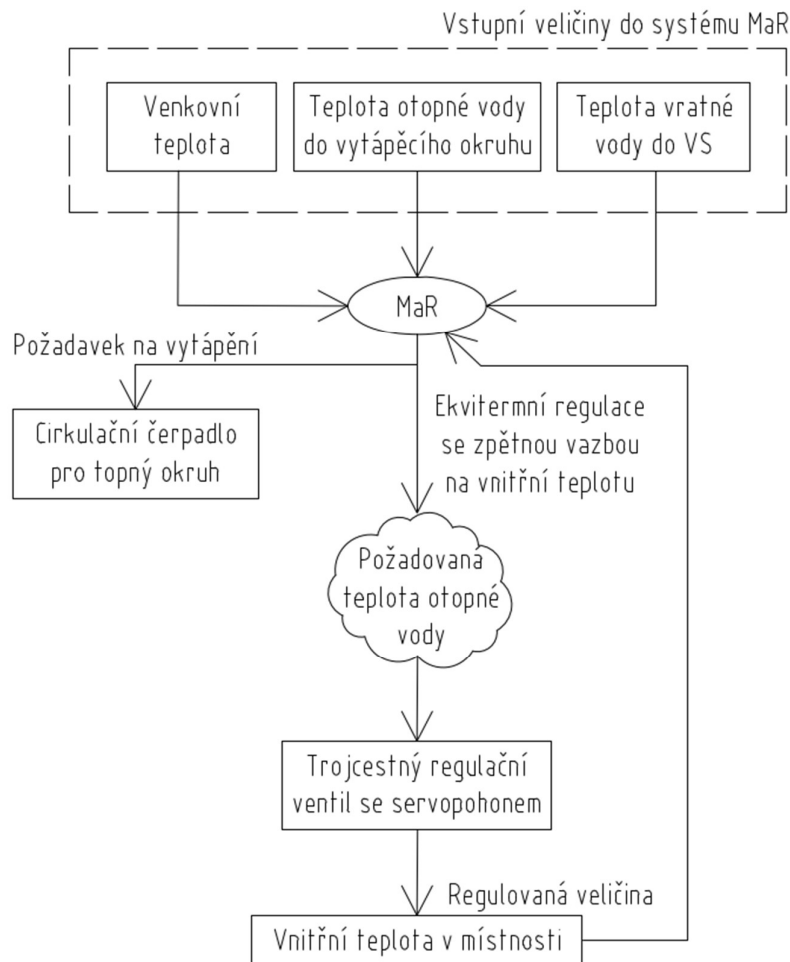 Vstupní veličiny do systému MaR
Venkovní
teplota
Teplota otopné vody
do vytápěcího okruhu
Teplota vratné
vody do VS
MaR
Požadavek na vytápění
Cirkulační čerpadlo
pro topný okruh
Ekvitermní regulace
se zpětnou vazbou
na vnitřní teplotu
Požadovaná
teplota otopné
vody
Trojcestný regulační
ventil se servopohonem
Regulovaná veličina
Vnitřní teplota v místnosti